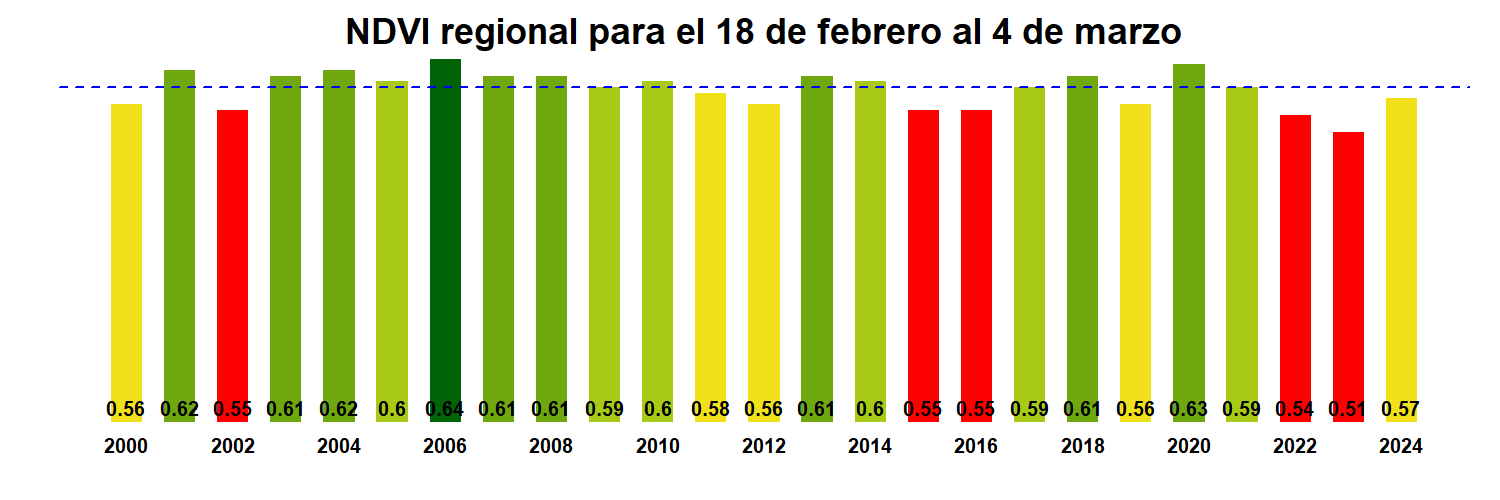 NDVI regional para el 18 de febrero al 4 de marzo
0.56 0.62 0.55 0.61 0.62 0.6 0.64 0.61 0.61 0.59 0.6 0.58 0.56 0.61 0.6 0.55 0.55 0.59 0.61 0.56 0.63 0.59 0.54 0.51 0.57
2000 2002 2004 2006 2008 2010 2012 2014 2016 2018 2020 2022 2024